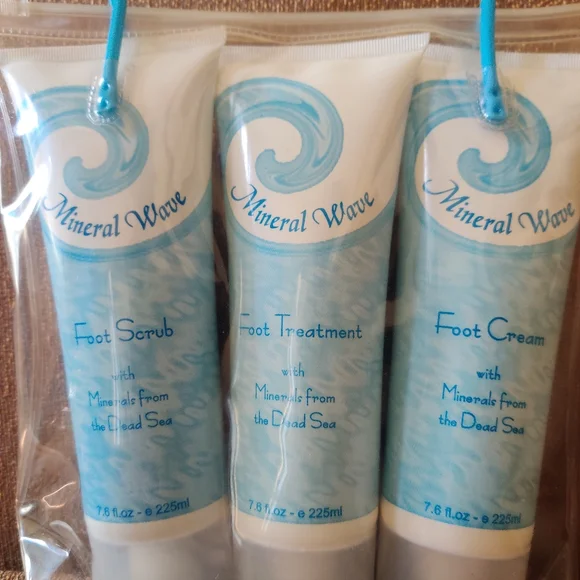 Mineral Wave
Foot Scrub
with
Minerals from
the Dead Sea
7.6 fl.oz - e 225ml
Mineral Wave
Foot Treatment
with
Minerals from
the Dead Sea
7.6 fl.oz - e 225ml
Mineral Wave
Foot Cream
with
Minerals from
the Dead Sea
7.6 fl.oz - e 225ml